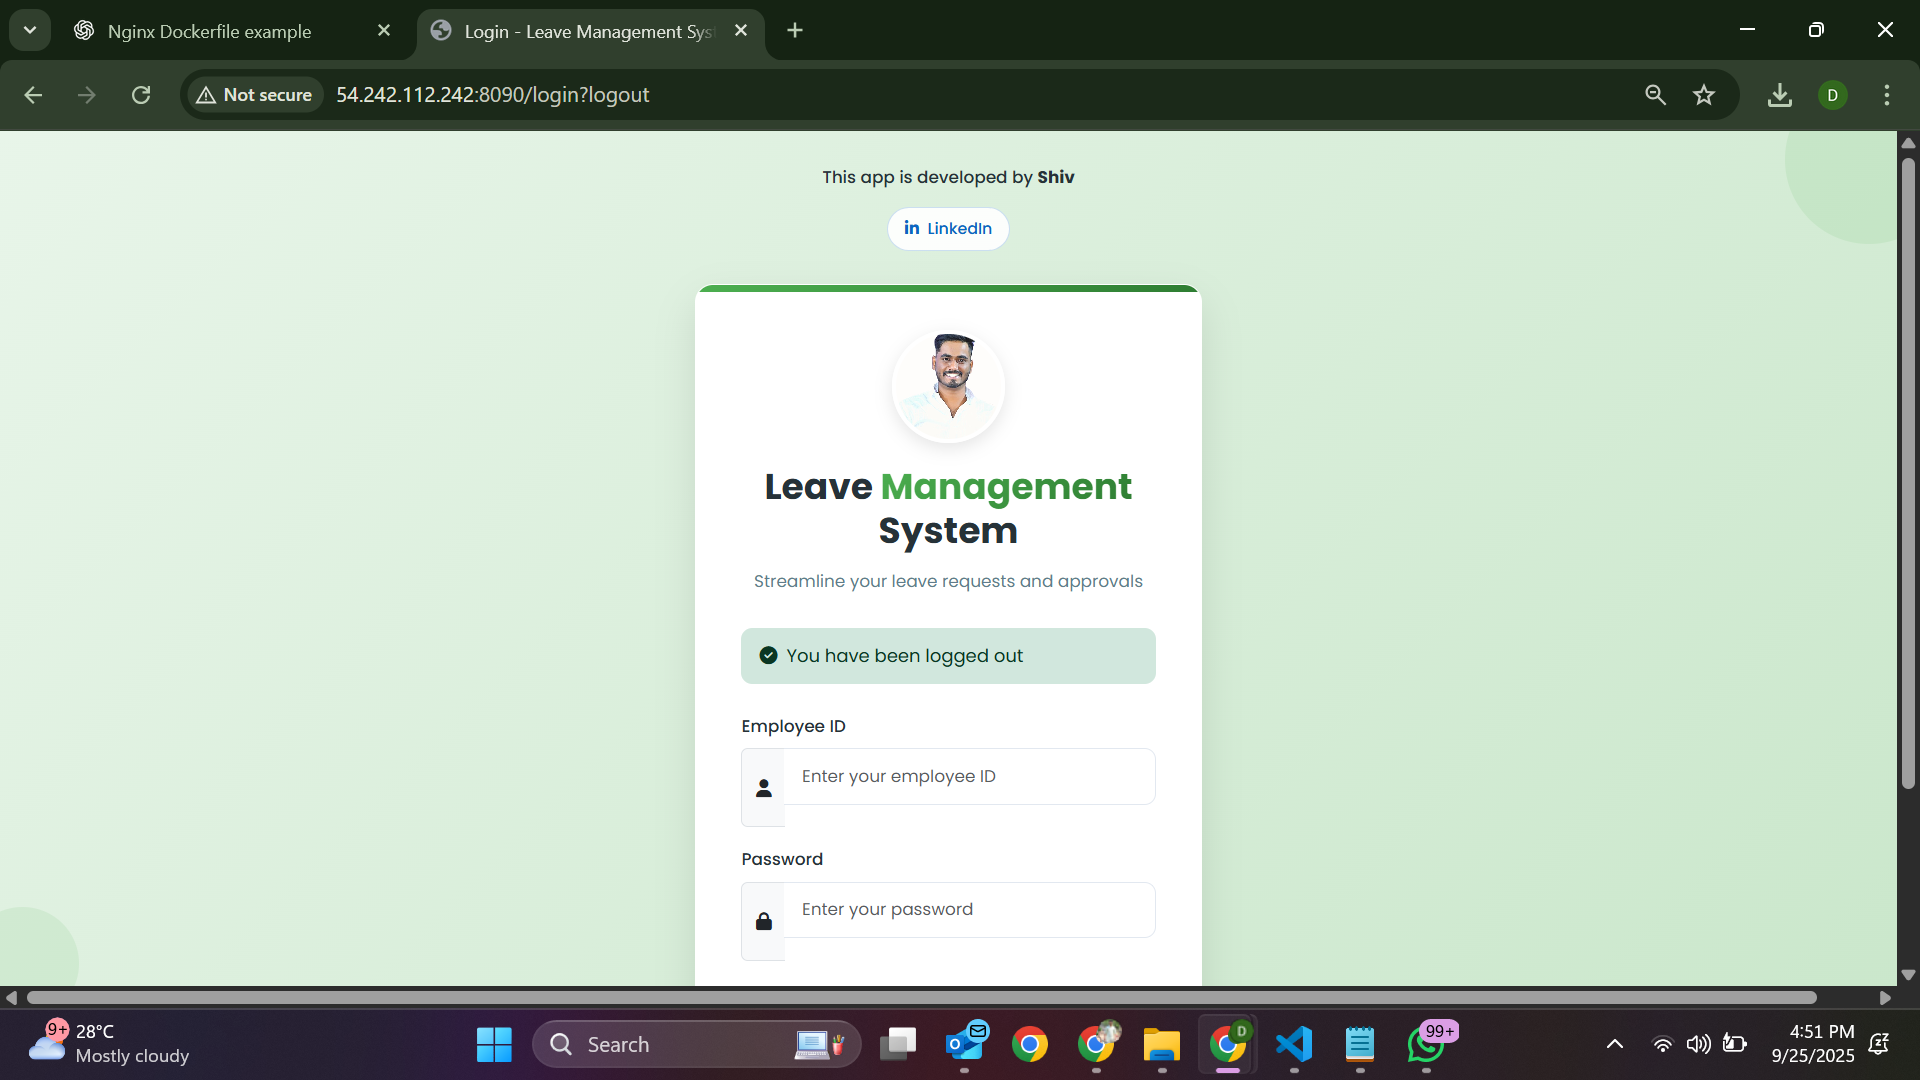 Nginx Dockerfile example
Login - Leave Management Syst
Not secure
54.242.112.242:8090/login?logout
D
This app is developed by Shiv
in LinkedIn
Leave Management
System
Streamline your leave requests and approvals
You have been logged out
Employee ID
Enter your employee ID
Password
Enter your password
9+
28°C
Mostly cloudy
Search
D
99+
4:51 PM
9/25/2025